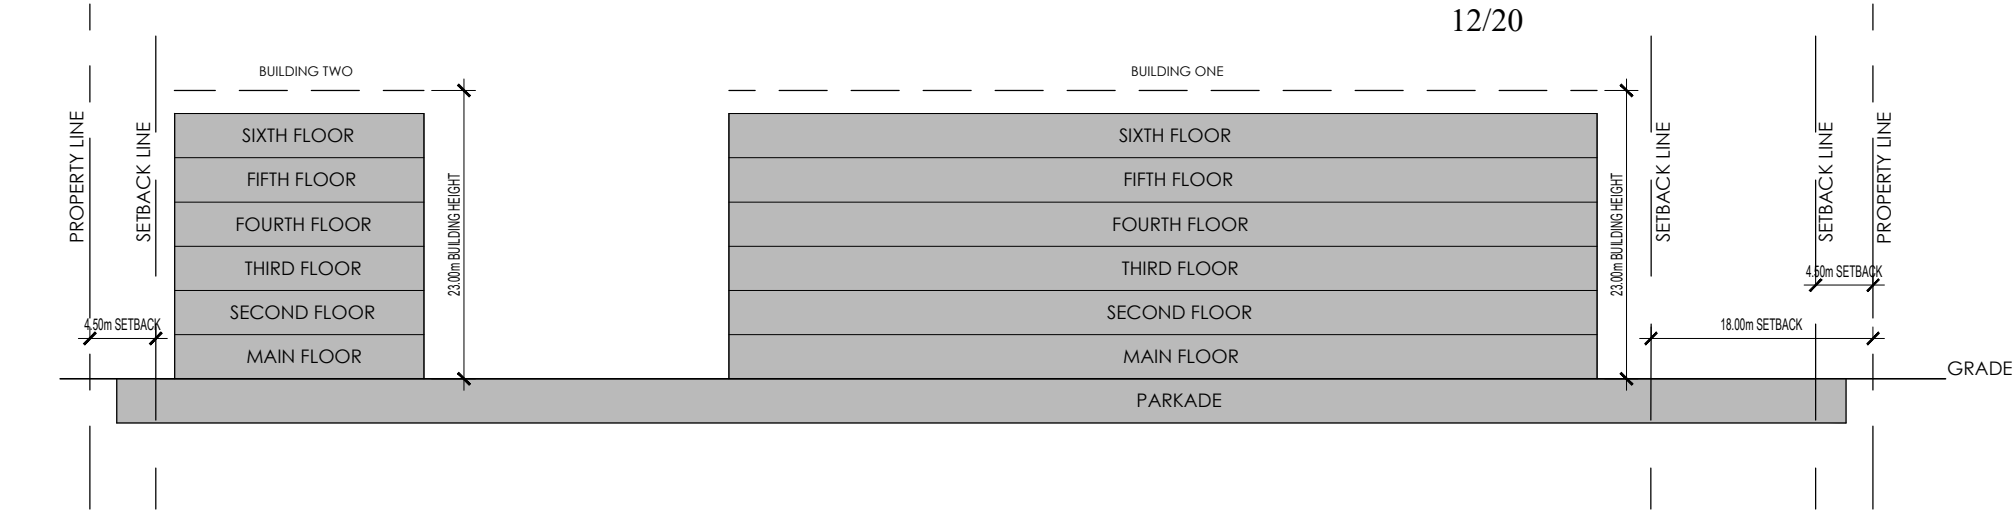 12/20
BUILDING TWO
BUILDING ONE
PROPERTY LINE
SETBACK LINE
SIXTH FLOOR
FIFTH FLOOR
FOURTH FLOOR
THIRD FLOOR
SECOND FLOOR
MAIN FLOOR
23.00m BUILDING HEIGHT
4.50m SETBACK
SIXTH FLOOR
FIFTH FLOOR
FOURTH FLOOR
THIRD FLOOR
SECOND FLOOR
MAIN FLOOR
23.00m BUILDING HEIGHT
SETBACK LINE
SETBACK LINE
PROPERTY LINE
4.50m SETBACK
18.00m SETBACK
GRADE
PARKADE